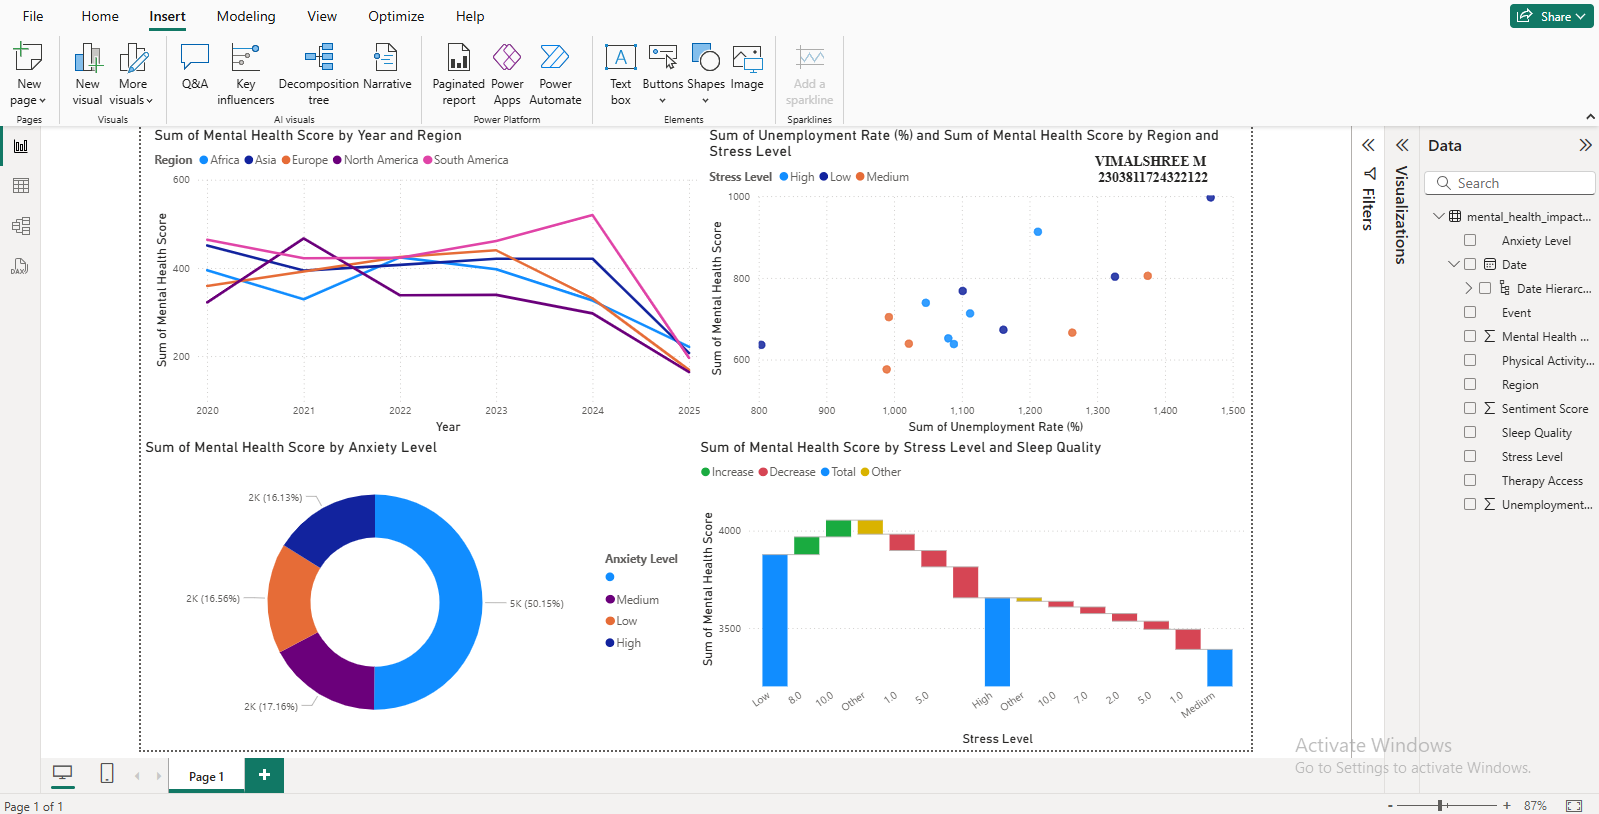 File Home Insert Modeling View Optimize Help Share
New page
New visual
More visuals
Q&A
Key influencers
Decomposition tree
Narrative
Paginated report
Power Apps
Power Automate
Text box
Buttons
Shapes
Image
Add a sparkline
Pages Visuals AI visuals Power Platform Elements Sparklines
Sum of Mental Health Score by Year and Region
Region Africa Asia Europe North America South America
Sum of Mental Health Score
600
400
200
2020 2021 2022 2023 2024 2025
Year
Sum of Unemployment Rate (%) and Sum of Mental Health Score by Region and
Stress Level
VIMALSHREE M
2303811724322122
Stress Level High Low Medium
Sum of Mental Health Score
1000
800
600
800 900 1,000 1,100 1,200 1,300 1,400 1,500
Sum of Unemployment Rate (%)
Sum of Mental Health Score by Anxiety Level
2K (16.13%)
2K (16.56%)
5K (50.15%)
2K (17.16%)
Anxiety Level
Medium
Low
High
Sum of Mental Health Score by Stress Level and Sleep Quality
Increase Decrease Total Other
Sum of Mental Health Score
4000
3500
Low 8.0 10.0 Other 1.0 5.0 High Other 10.0 7.0 2.0 5.0 1.0 Medium
Stress Level
Filters
Visualizations
Data
Search
mental_health_impact...
Anxiety Level
Date
Date Hierarc...
Event
Mental Health ...
Physical Activity...
Region
Sentiment Score
Sleep Quality
Stress Level
Therapy Access
Unemployment...
DAX
Activate Windows
Go to Settings to activate Windows.
Page 1 +
Page 1 of 1
- + 87%